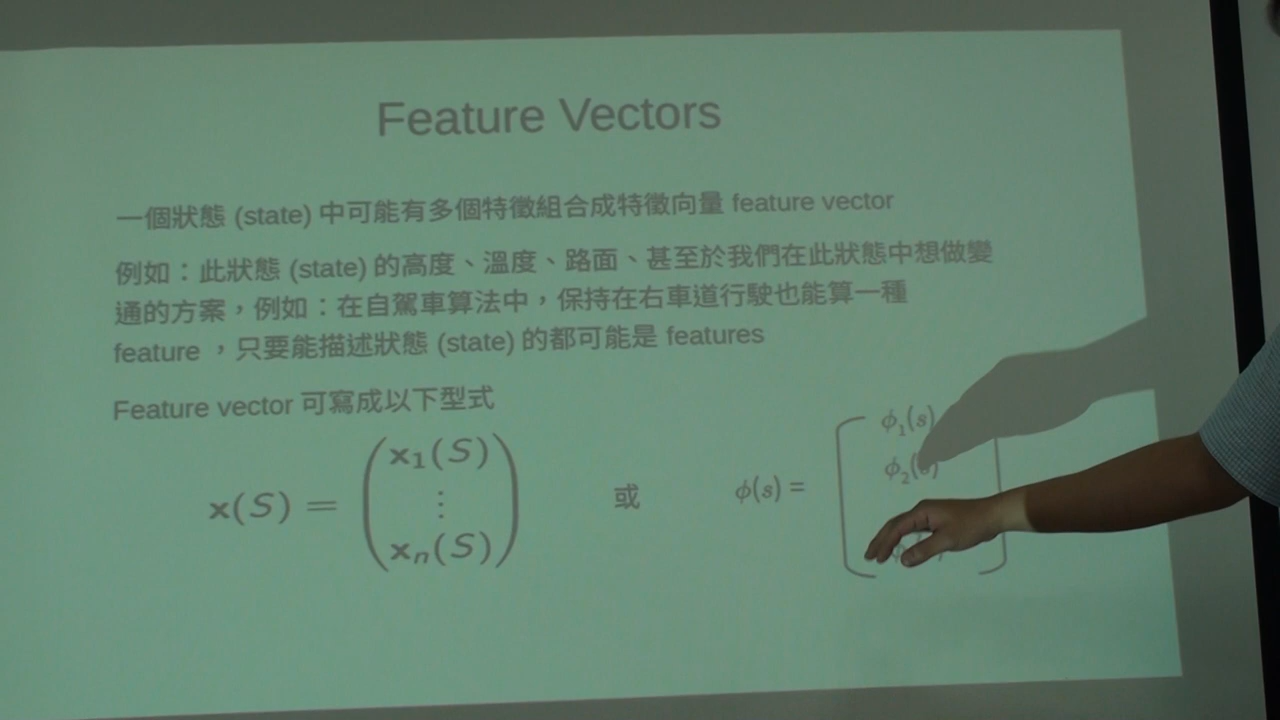 Feature Vectors
一個狀態 (state) 中可能有多個特徵組合成特徵向量 feature vector
例如：此狀態 (state) 的高度、溫度、路面、甚至於我們在此狀態中想做變
通的方案，例如：在自駕車算法中，保持在右車道行駛也能算一種
feature ，只要能描述狀態 (state) 的都可能是 features
Feature vector 可寫成以下型式
x(S) = ( x₁(S) ⋮ xₙ(S) ) 或 ϕ(s) = [ ϕ₁(s) ϕ₂(s) ]